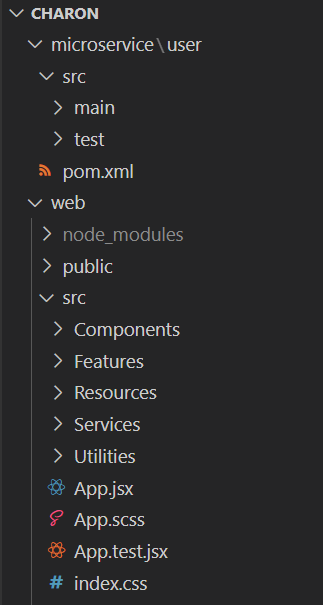 CHARON
microservice\user
src
main
test
pom.xml
web
node_modules
public
src
Components
Features
Resources
Services
Utilities
App.jsx
App.scss
App.test.jsx
# index.css